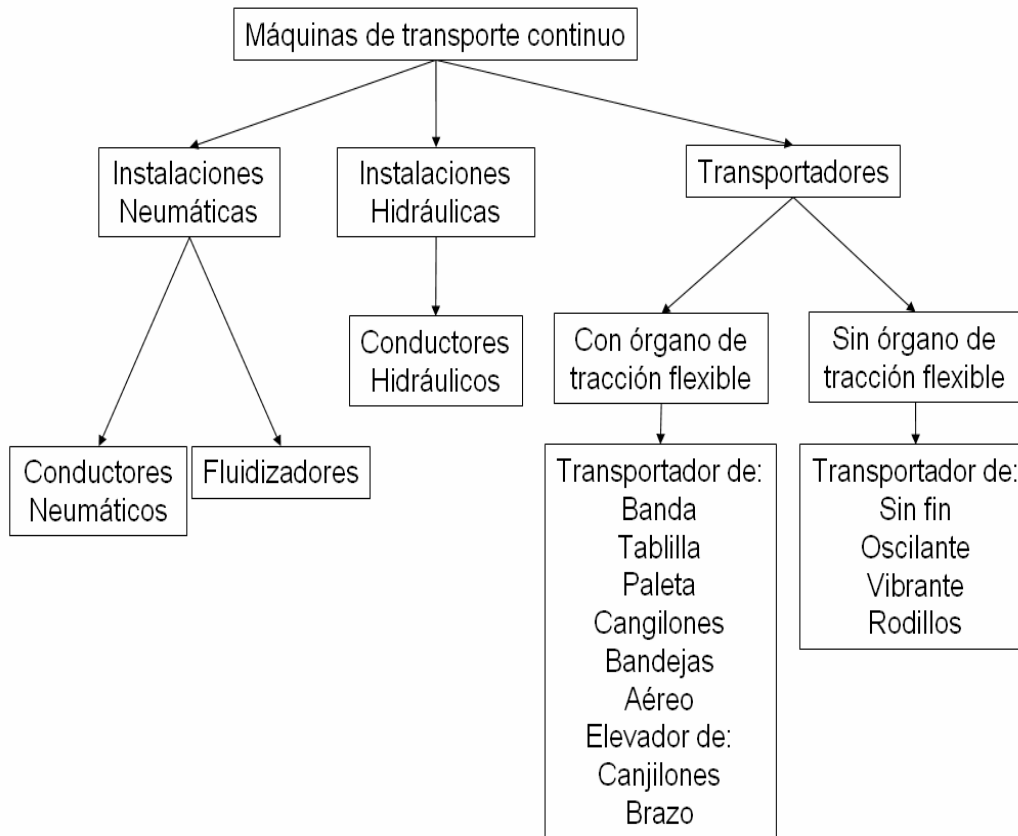 Máquinas de transporte continuo
Instalaciones
Neumáticas
Instalaciones
Hidráulicas
Transportadores
Conductores
Hidráulicos
Con órgano de
tracción flexible
Sin órgano de
tracción flexible
Conductores
Neumáticos
Fluidizadores
Transportador de:
Banda
Tablilla
Paleta
Cangilones
Bandejas
Aéreo
Elevador de:
Canjilones
Brazo
Transportador de:
Sin fin
Oscilante
Vibrante
Rodillos